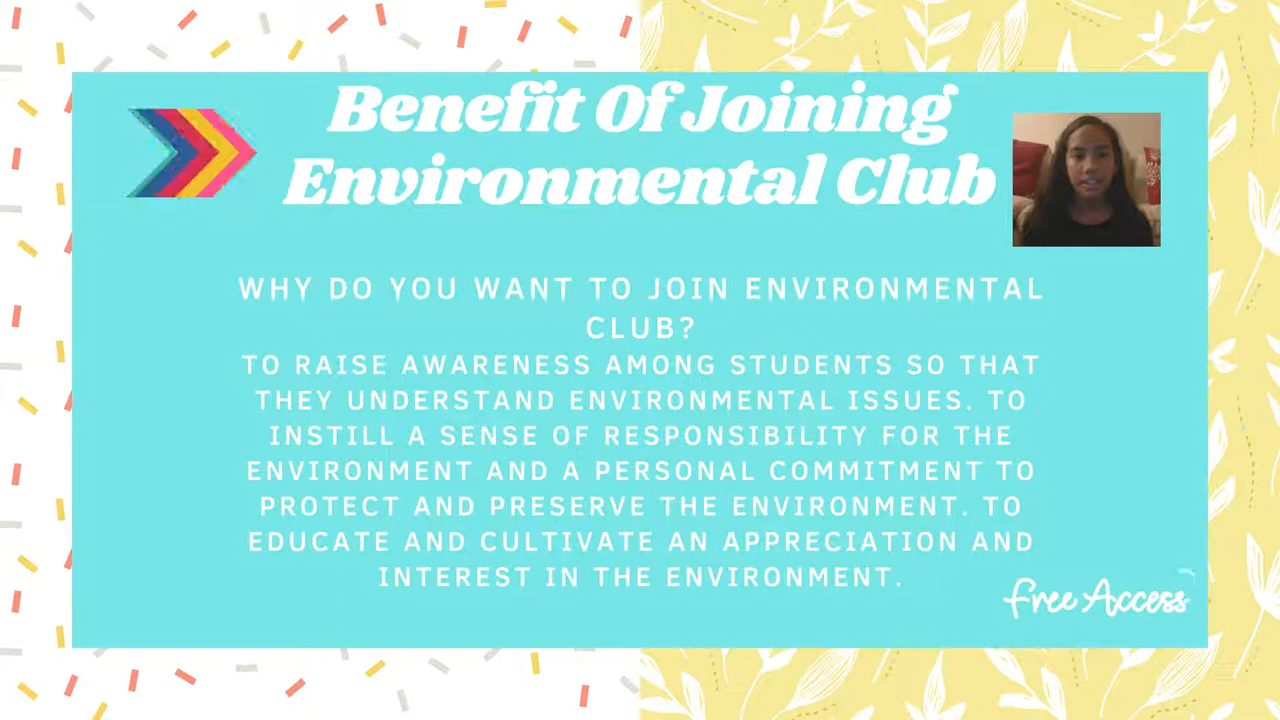 Benefit Of Joining
Environmental Club
WHY DO YOU WANT TO JOIN ENVIRONMENTAL
CLUB?
TO RAISE AWARENESS AMONG STUDENTS SO THAT
THEY UNDERSTAND ENVIRONMENTAL ISSUES. TO
INSTILL A SENSE OF RESPONSIBILITY FOR THE
ENVIRONMENT AND A PERSONAL COMMITMENT TO
PROTECT AND PRESERVE THE ENVIRONMENT. TO
EDUCATE AND CULTIVATE AN APPRECIATION AND
INTEREST IN THE ENVIRONMENT.
Free Access